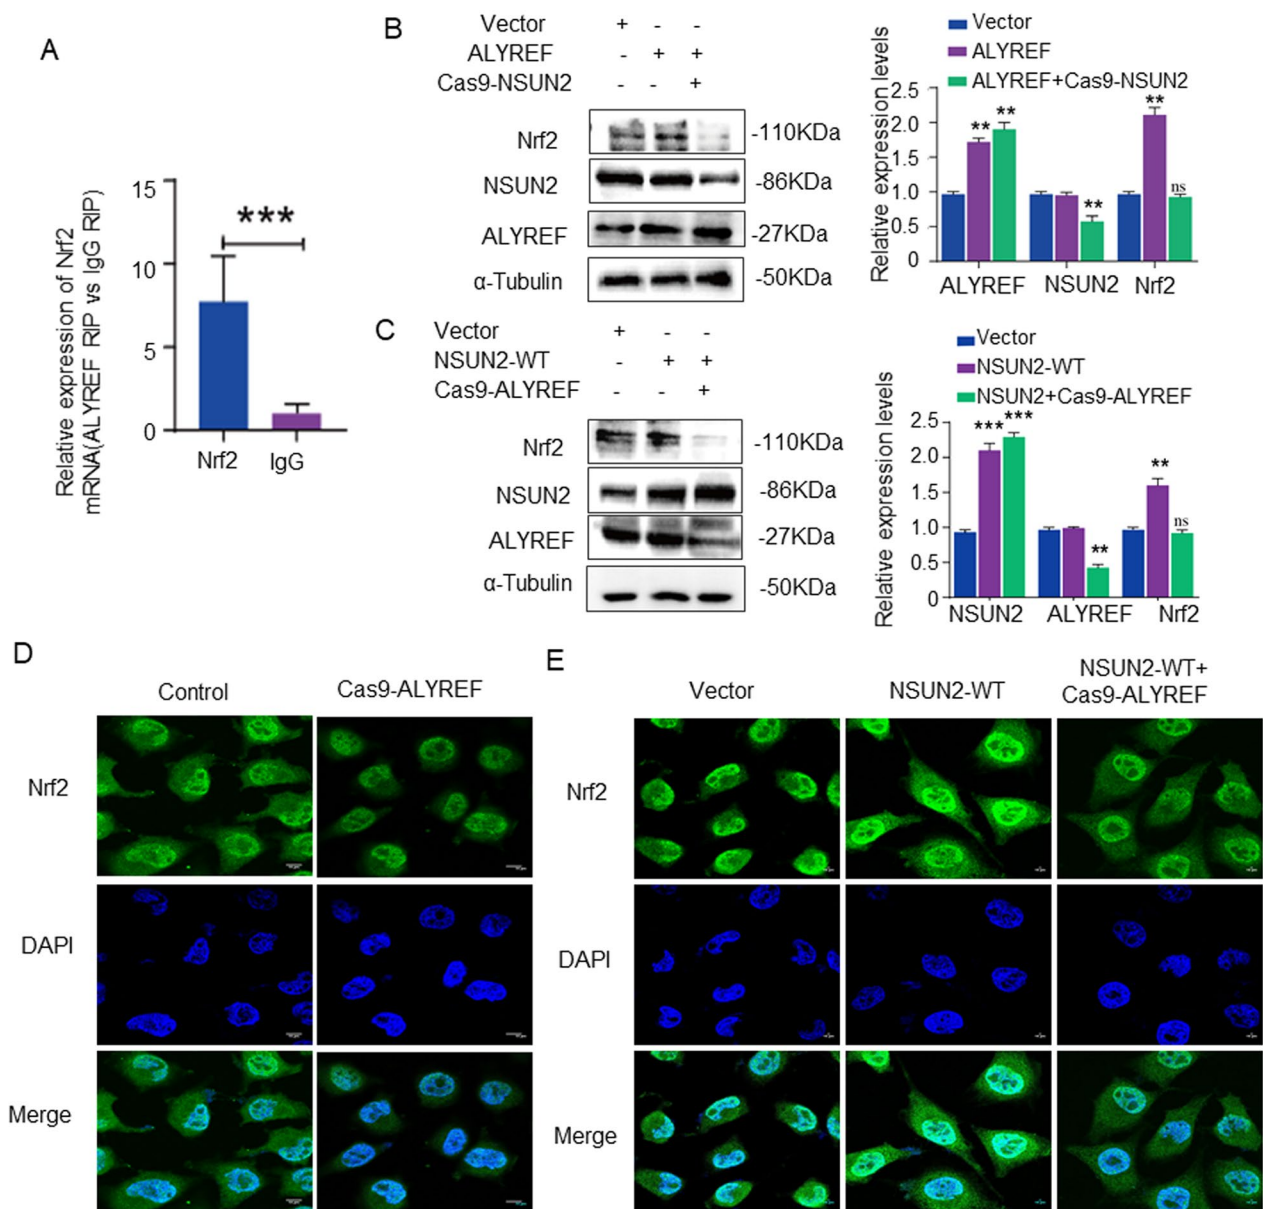 A
Relative expression of Nrf2
mRNA(ALYREF RIP vs IgG RIP)
15
10
5
0
***
Nrf2
IgG
B
Vector + - -
ALYREF - + +
Cas9-NSUN2 - - +
Nrf2 -110KDa
NSUN2 -86KDa
ALYREF -27KDa
α-Tubulin -50KDa
Vector
ALYREF
ALYREF+Cas9-NSUN2
Relative expression levels
2.5
2.0
1.5
1.0
0.5
0
** ** ** ** ns
ALYREF NSUN2 Nrf2
C
Vector + - -
NSUN2-WT - + +
Cas9-ALYREF - - +
Nrf2 -110KDa
NSUN2 -86KDa
ALYREF -27KDa
α-Tubulin -50KDa
Vector
NSUN2-WT
NSUN2+Cas9-ALYREF
Relative expression levels
2.5
2.0
1.5
1.0
0.5
0
*** *** ** ** ns
NSUN2 ALYREF Nrf2
D
Control Cas9-ALYREF
Nrf2
DAPI
Merge
E
Vector NSUN2-WT NSUN2-WT+
Cas9-ALYREF
Nrf2
DAPI
Merge